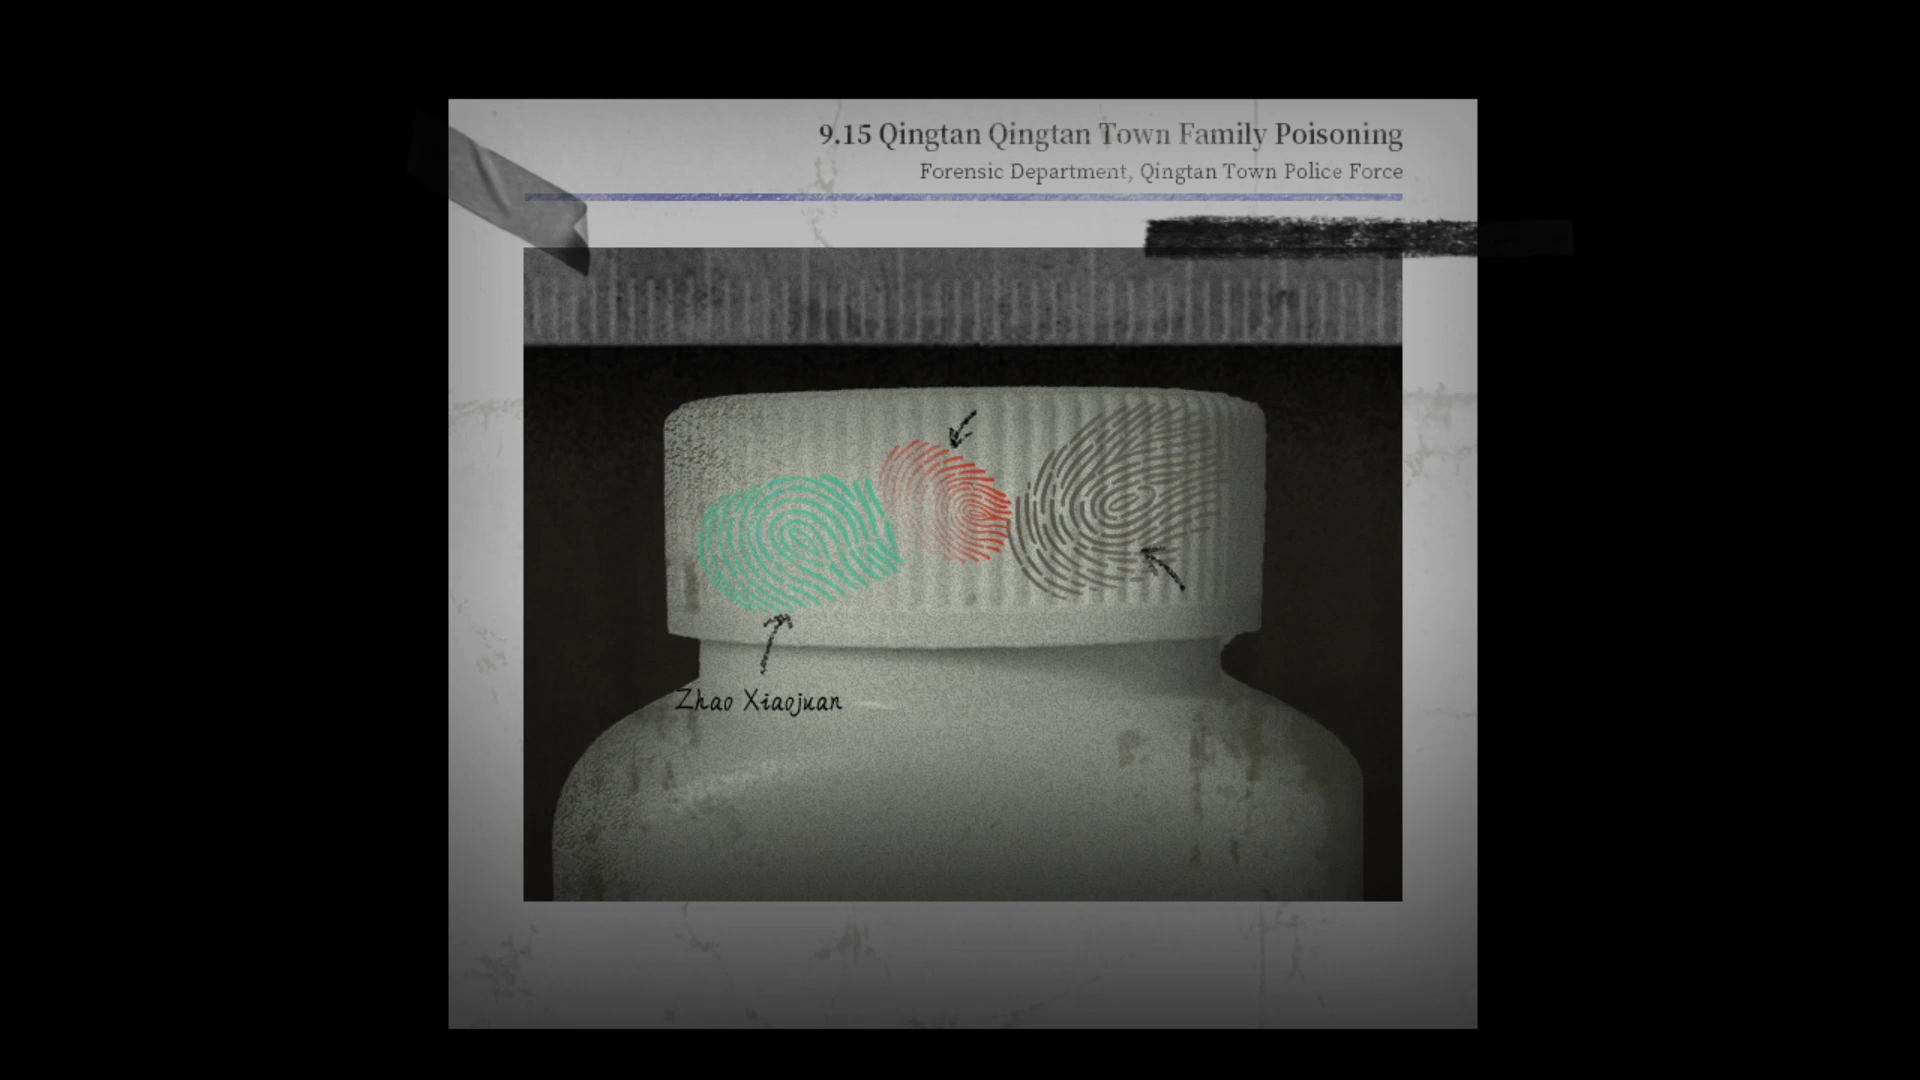 9.15 Qingtan Qingtan Town Family Poisoning
Forensic Department, Qingtan Town Police Force
Zhao Xiaojuan